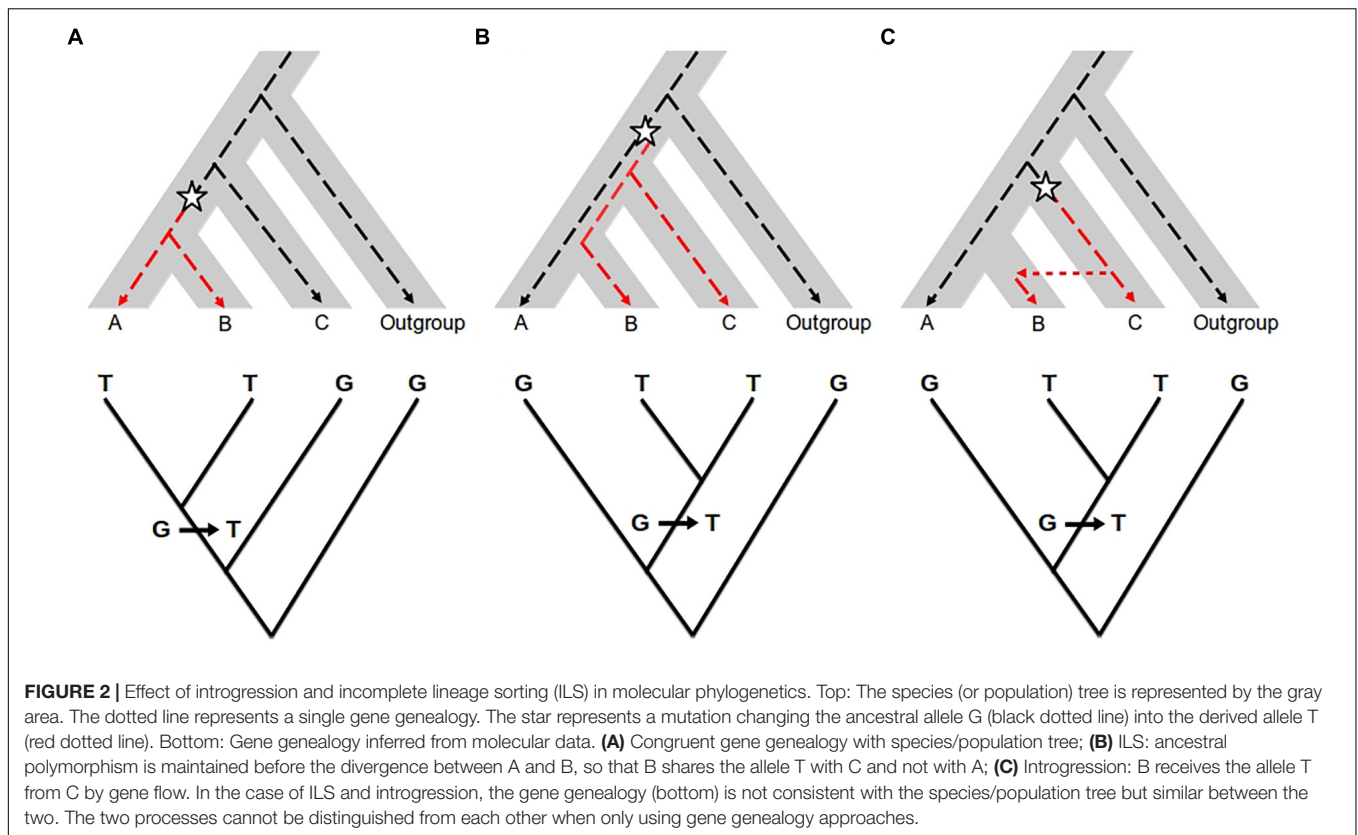 A B C
A B C Outgroup A B C Outgroup A B C Outgroup
T T G G G T T G G T T G
G T G T G T
FIGURE 2 | Effect of introgression and incomplete lineage sorting (ILS) in molecular phylogenetics. Top: The species (or population) tree is represented by the gray
area. The dotted line represents a single gene genealogy. The star represents a mutation changing the ancestral allele G (black dotted line) into the derived allele T
(red dotted line). Bottom: Gene genealogy inferred from molecular data. (A) Congruent gene genealogy with species/population tree; (B) ILS: ancestral
polymorphism is maintained before the divergence between A and B, so that B shares the allele T with C and not with A; (C) Introgression: B receives the allele T
from C by gene flow. In the case of ILS and introgression, the gene genealogy (bottom) is not consistent with the species/population tree but similar between the
two. The two processes cannot be distinguished from each other when only using gene genealogy approaches.